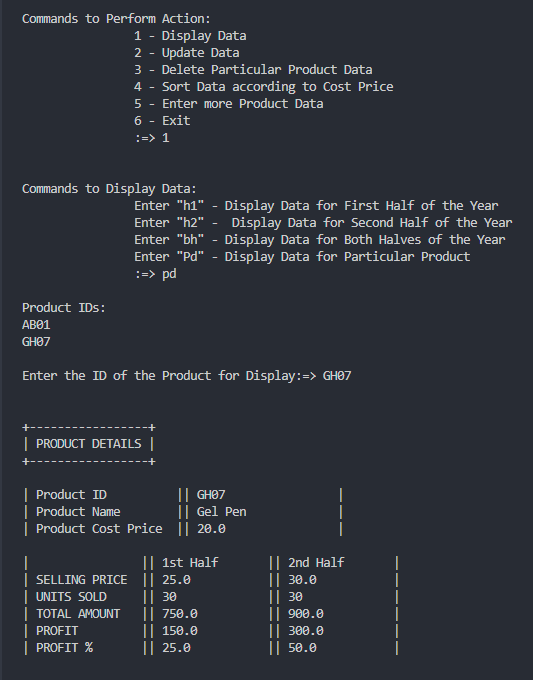 Commands to Perform Action:
1 - Display Data
2 - Update Data
3 - Delete Particular Product Data
4 - Sort Data according to Cost Price
5 - Enter more Product Data
6 - Exit
:=> 1
Commands to Display Data:
Enter "h1" - Display Data for First Half of the Year
Enter "h2" -  Display Data for Second Half of the Year
Enter "bh" - Display Data for Both Halves of the Year
Enter "Pd" - Display Data for Particular Product
:=> pd
Product IDs:
AB01
GH07
Enter the ID of the Product for Display:=> GH07
+-----------------+
| PRODUCT DETAILS |
+-----------------+
| Product ID          || GH07                |
| Product Name        || Gel Pen             |
| Product Cost Price  || 20.0                |
|                || 1st Half       || 2nd Half       |
| SELLING PRICE  || 25.0           || 30.0           |
| UNITS SOLD     || 30             || 30             |
| TOTAL AMOUNT   || 750.0          || 900.0          |
| PROFIT         || 150.0          || 300.0          |
| PROFIT %       || 25.0           || 50.0           |